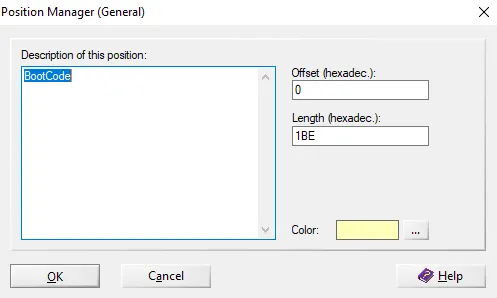 Position Manager (General)
Description of this position:
BootCode
Offset (hexadec.):
0
Length (hexadec.):
1BE
Color:
...
OK
Cancel
Help